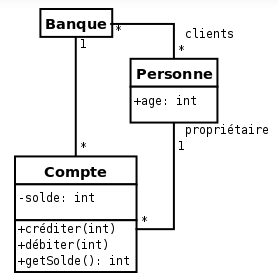 Banque
*
clients
1
*
Personne
+age: int
propriétaire
1
*
Compte
-solde: int
*
+créditer(int)
+débiter(int)
+getSolde(): int